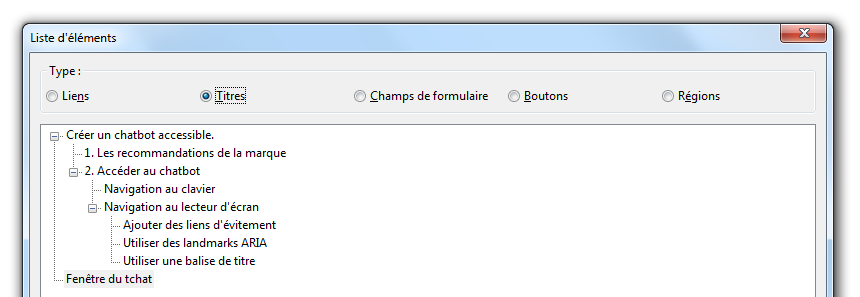 Liste d'éléments
Type :
Liens Titres Champs de formulaire Boutons Régions
Créer un chatbot accessible.
1. Les recommandations de la marque
2. Accéder au chatbot
Navigation au clavier
Navigation au lecteur d'écran
Ajouter des liens d'évitement
Utiliser des landmarks ARIA
Utiliser une balise de titre
Fenêtre du tchat